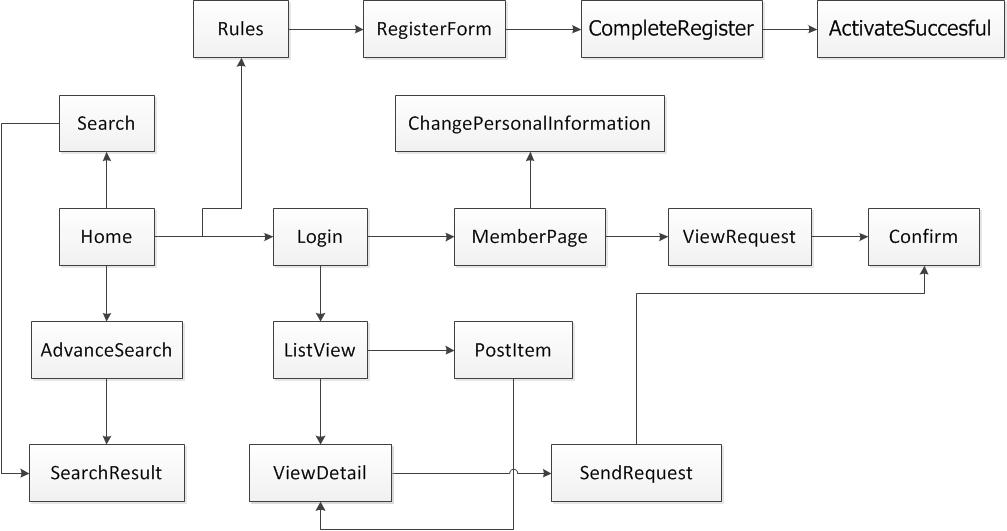 Rules
RegisterForm
CompleteRegister
ActivateSuccesful
Search
ChangePersonalInformation
Home
Login
MemberPage
ViewRequest
Confirm
AdvanceSearch
ListView
PostItem
SearchResult
ViewDetail
SendRequest